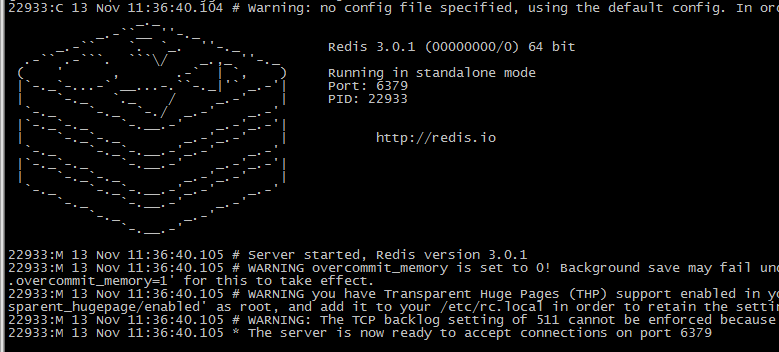 22933:C 13 Nov 11:36:40.104 # Warning: no config file specified, using the default config. In ord
Redis 3.0.1 (00000000/0) 64 bit
Running in standalone mode
Port: 6379
PID: 22933
http://redis.io
22933:M 13 Nov 11:36:40.105 # Server started, Redis version 3.0.1
22933:M 13 Nov 11:36:40.105 # WARNING overcommit_memory is set to 0! Background save may fail und
.overcommit_memory=1' for this to take effect.
22933:M 13 Nov 11:36:40.105 # WARNING you have Transparent Huge Pages (THP) support enabled in yo
sparent_hugepage/enabled' as root, and add it to your /etc/rc.local in order to retain the settin
22933:M 13 Nov 11:36:40.105 # WARNING: The TCP backlog setting of 511 cannot be enforced because
22933:M 13 Nov 11:36:40.105 * The server is now ready to accept connections on port 6379